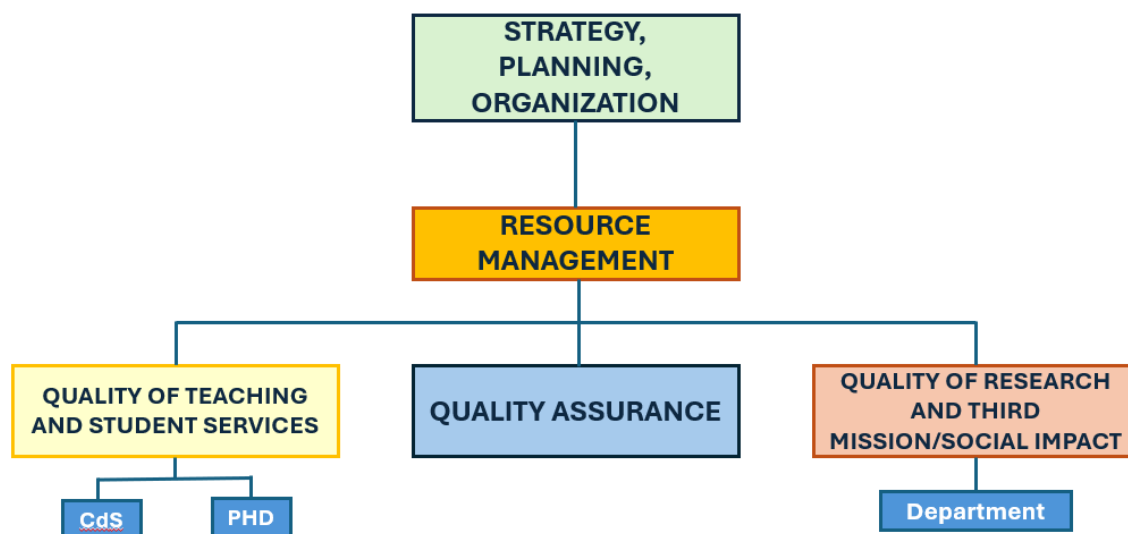 STRATEGY,
PLANNING,
ORGANIZATION
RESOURCE
MANAGEMENT
QUALITY OF TEACHING
AND STUDENT SERVICES
QUALITY ASSURANCE
QUALITY OF RESEARCH
AND THIRD
MISSION/SOCIAL IMPACT
CdS
PHD
Department